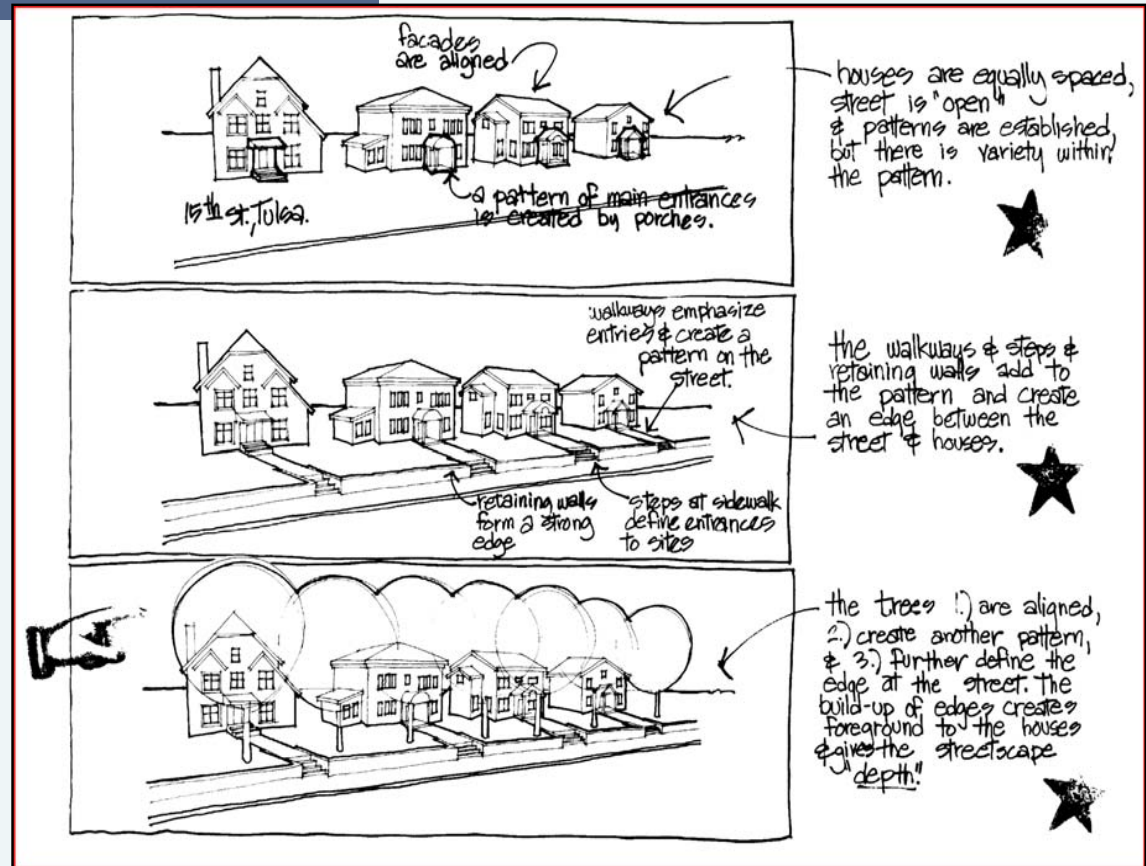 facades
are aligned
15th st., Tulsa.
a pattern of main entrances
is created by porches.
houses are equally spaced,
street is "open"
& patterns are established,
but there is variety within
the pattern.
walkways emphasize
entries & create a
pattern on the
street.
retaining walls
form a strong
edge
steps at sidewalk
define entrances
to sites
the walkways & steps &
retaining walls add to
the pattern and create
an edge between the
street & houses.
the trees 1.) are aligned,
2.) create another pattern,
& 3.) further define the
edge at the street. the
build-up of edges creates
foreground to the houses
& gives the streetscape
"depth."